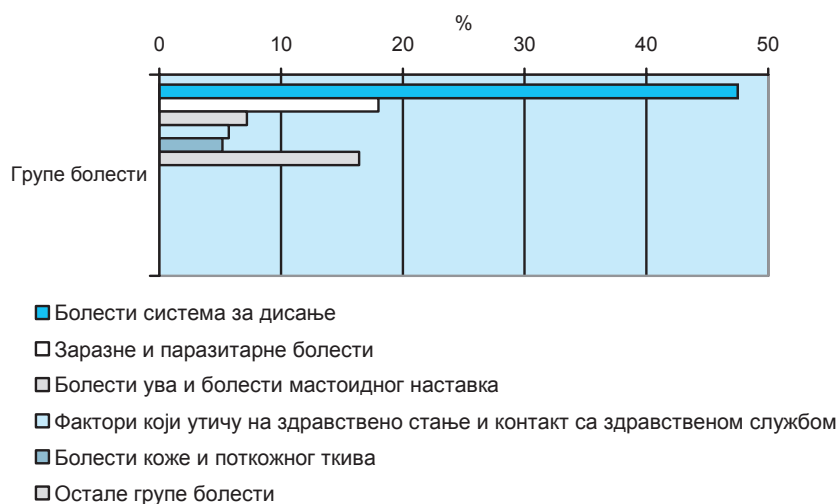 %
0 10 20 30 40 50
Групе болести
Болести система за дисање
Заразне и паразитарне болести
Болести ува и болести мастоидног наставка
Фактори који утичу на здравствено стање и контакт са здравственом службом
Болести коже и поткожног ткива
Остале групе болести